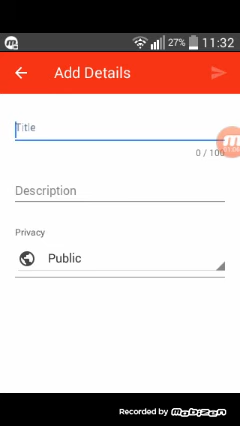 27% 11:32
Add Details
Title
0 / 100
Description
Privacy
Public
Recorded by mobizen